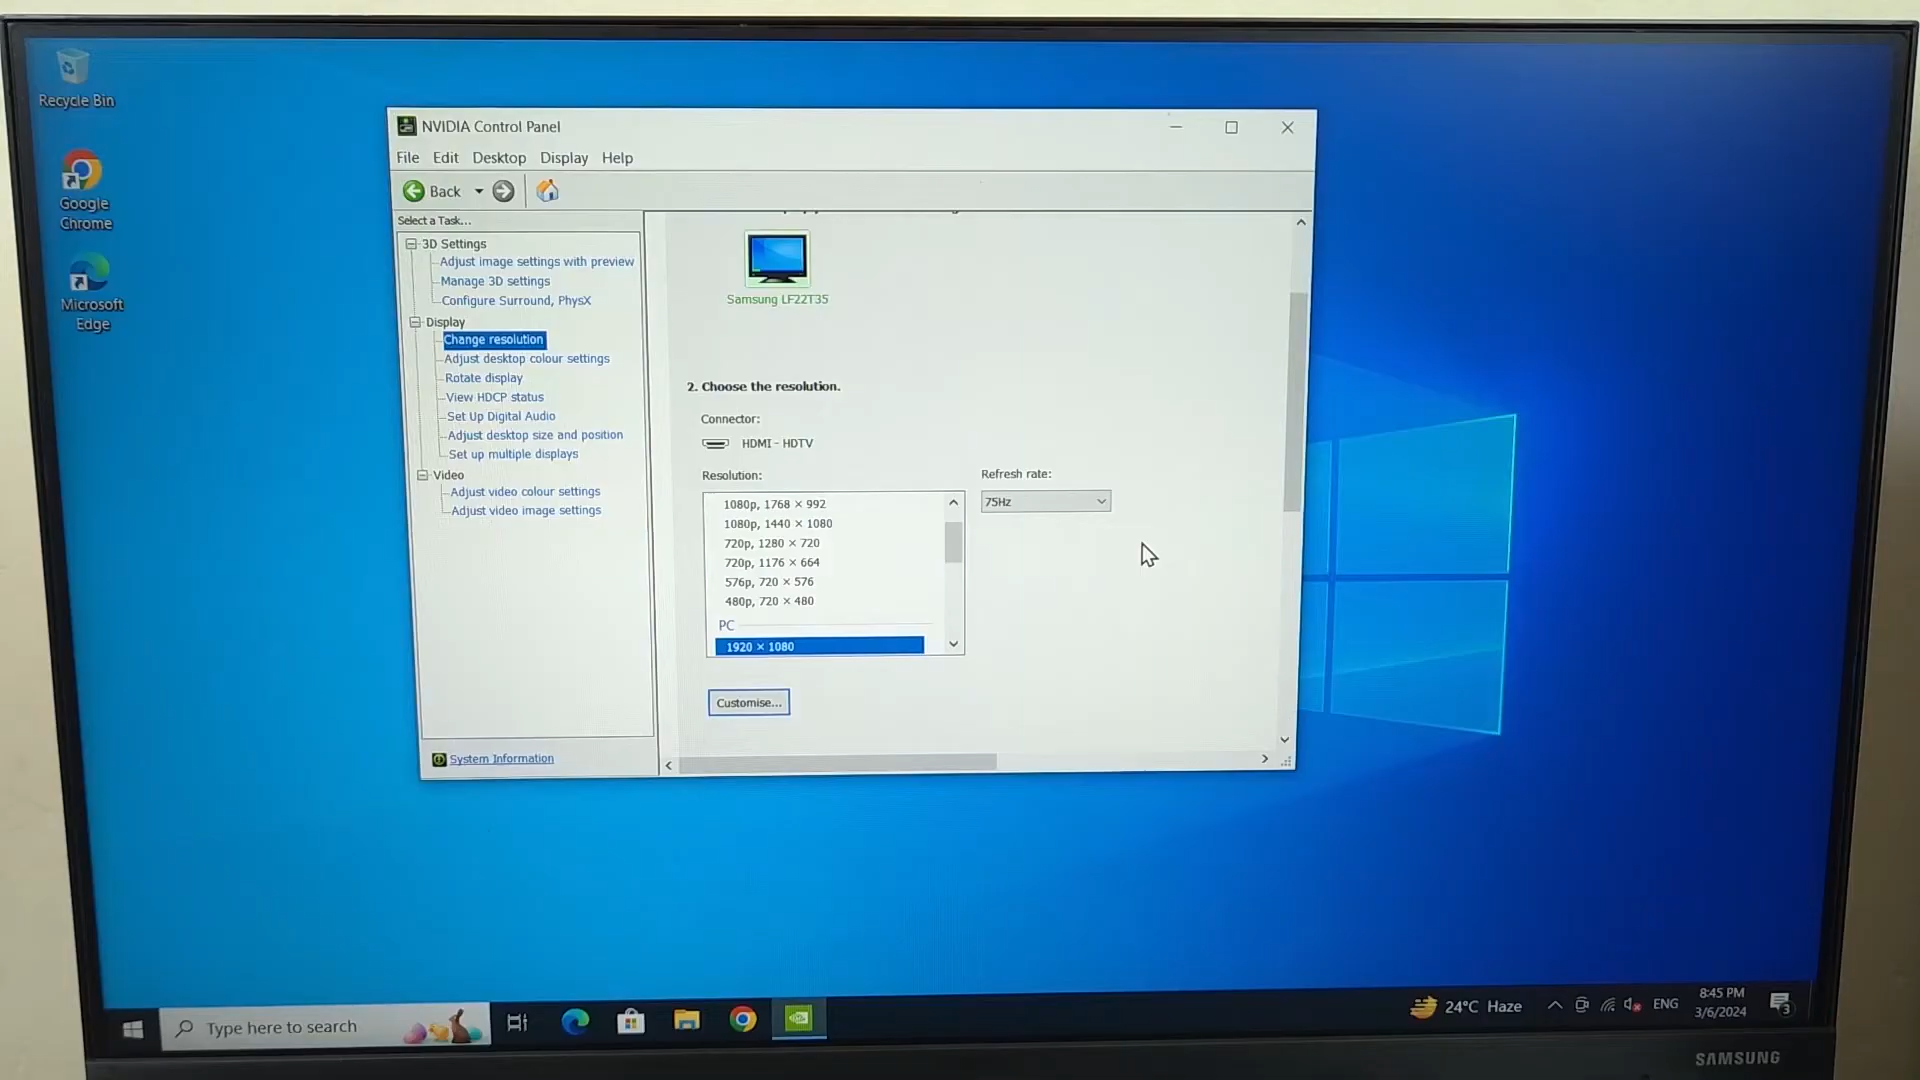 Recycle Bin
Google
Chrome
Microsoft
Edge
NVIDIA Control Panel
File Edit Desktop Display Help
Back
Select a Task...
3D Settings
Adjust image settings with preview
Manage 3D settings
Configure Surround, PhysX
Display
Change resolution
Adjust desktop colour settings
Rotate display
View HDCP status
Set Up Digital Audio
Adjust desktop size and position
Set up multiple displays
Video
Adjust video colour settings
Adjust video image settings
System Information
Samsung LF22T35
2. Choose the resolution.
Connector:
HDMI - HDTV
Resolution:
1080p, 1768 × 992
1080p, 1440 × 1080
720p, 1280 × 720
720p, 1176 × 664
576p, 720 × 576
480p, 720 × 480
PC
1920 × 1080
Refresh rate:
75Hz
Customise...
Type here to search
24°C Haze
ENG
8:45 PM
3/6/2024
3
SAMSUNG